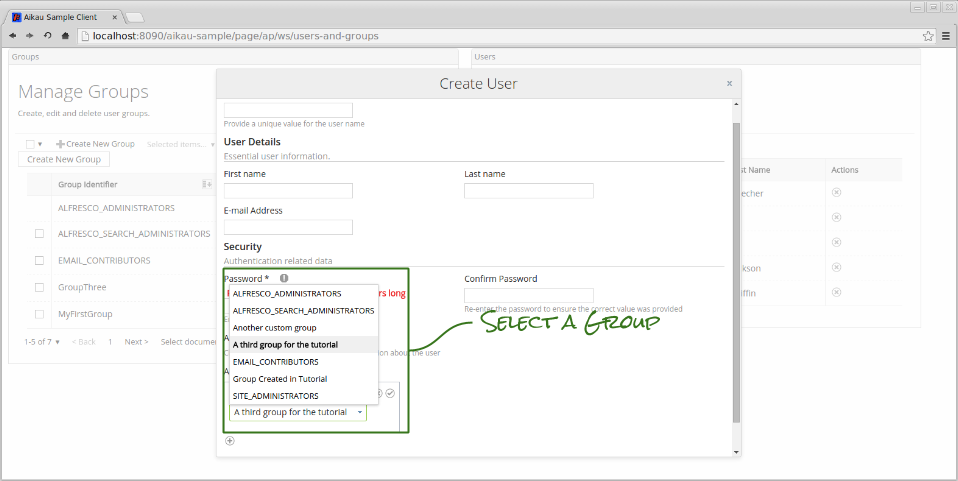 Aikau Sample Client
localhost:8090/aikau-sample/page/ap/ws/users-and-groups
Groups
Users
Create User
Manage Groups
Create, edit and delete user groups.
Create New Group
Selected items...
Create New Group
Group Identifier
ALFRESCO_ADMINISTRATORS
ALFRESCO_SEARCH_ADMINISTRATORS
EMAIL_CONTRIBUTORS
GroupThree
MyFirstGroup
1-5 of 7
< Back
1
Next >
Select documen
Provide a unique value for the user name
User Details
Essential user information.
First name
Last name
E-mail Address
Security
Authentication related data
Password *
Confirm Password
rs long
Re-enter the password to ensure the correct value was provided
ALFRESCO_ADMINISTRATORS
ALFRESCO_SEARCH_ADMINISTRATORS
Another custom group
A third group for the tutorial
EMAIL_CONTRIBUTORS
Group Created in Tutorial
SITE_ADMINISTRATORS
ion about the user
A third group for the tutorial
Select a Group
st Name
Actions
echer
kson
iffin